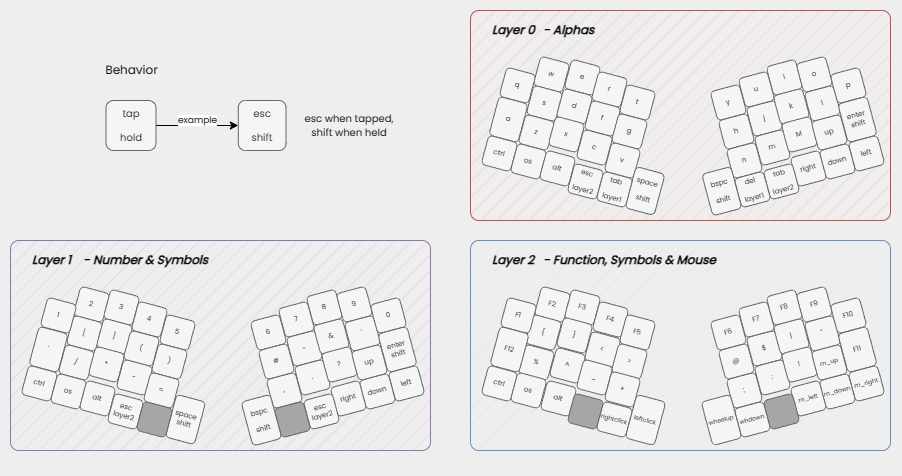 Behavior
tap
hold
example
esc
shift
esc when tapped,
shift when held
Layer 0 - Alphas
q w e r t
a s d f g
z x c v
ctrl os alt
esc
layer2
tab
layer1
space
shift
y u i o p
h j k l
enter
shift
n m M up
bspc
shift
del
layer1
tab
layer2
right down left
Layer 1 - Number & Symbols
1 2 3 4 5
( )
/
ctrl os alt
esc
layer2
space
shift
6 7 8 9 0
# &
enter
shift
? up
bspc
shift
esc
layer2
right down left
Layer 2 - Function, Symbols & Mouse
F1 F2 F3 F4 F5
F12 { } ‹ ›
% ^ _ +
ctrl os alt
rightclick leftclick
F6 F7 F8 F9 F10
@ $ F11
; : ! m_up
wheelup whdown
m_left m_down m_right